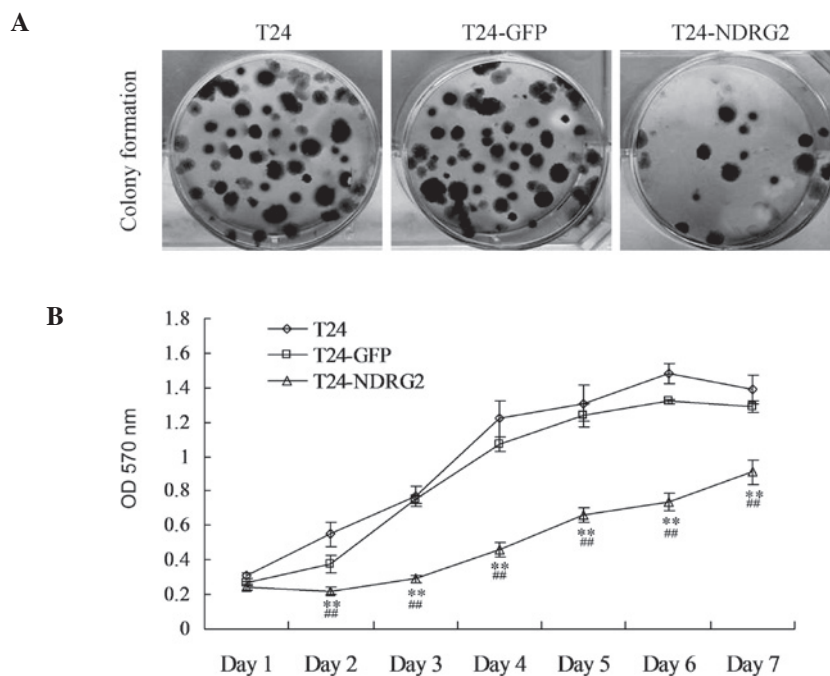 A
T24 T24-GFP T24-NDRG2
Colony formation
B
OD 570 nm
1.8
1.6
1.4
1.2
1
0.8
0.6
0.4
0.2
0
T24
T24-GFP
T24-NDRG2
** ** ** ** ** **
## ## ## ## ## ##
Day 1 Day 2 Day 3 Day 4 Day 5 Day 6 Day 7